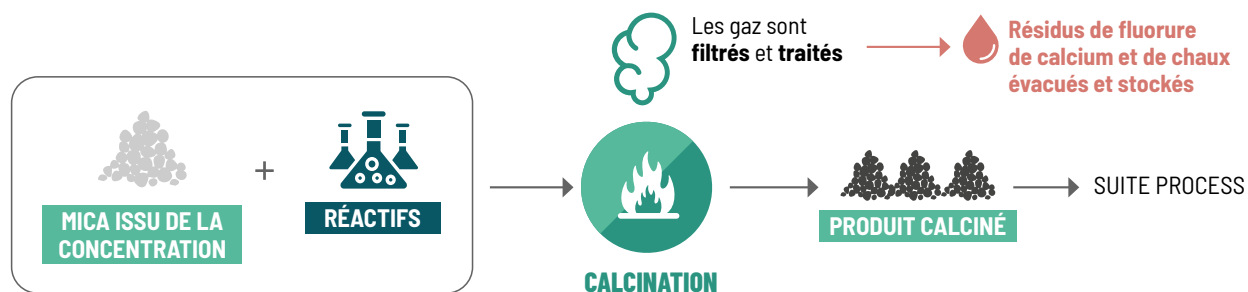 Les gaz sont
filtrés et traités
Résidus de fluorure
de calcium et de chaux
évacués et stockés
+
MICA ISSU DE LA
CONCENTRATION
RÉACTIFS
CALCINATION
PRODUIT CALCINÉ
SUITE PROCESS